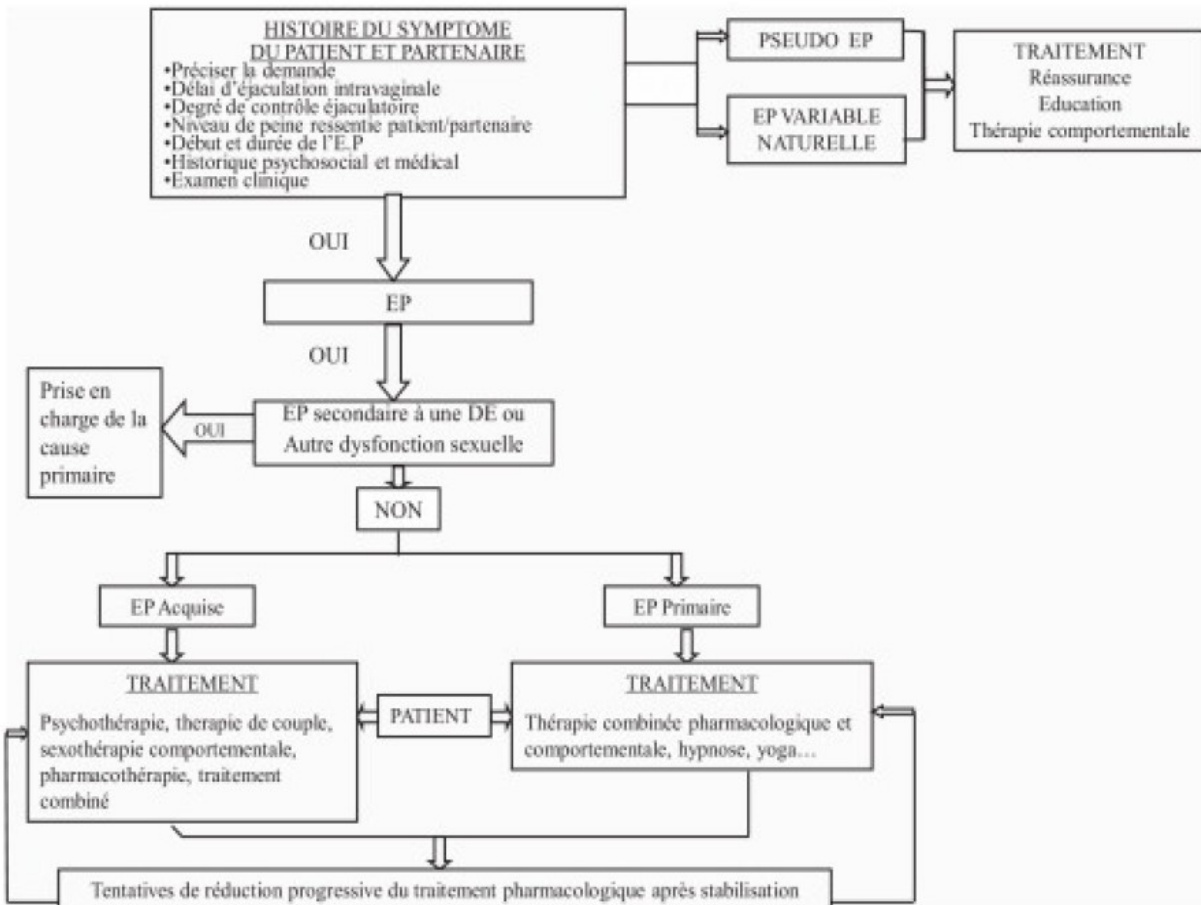 HISTOIRE DU SYMPTOME
DU PATIENT ET PARTENAIRE
•Préciser la demande
•Délai d'éjaculation intravaginale
•Degré de contrôle éjaculatoire
•Niveau de peine ressentie patient/partenaire
•Début et durée de l'E.P
•Historique psychosocial et médical
•Examen clinique
PSEUDO EP
EP VARIABLE
NATURELLE
TRAITEMENT
Réassurance
Education
Thérapie comportementale
OUI
EP
OUI
EP secondaire à une DE ou
Autre dysfonction sexuelle
OUI
Prise en
charge de la
cause
primaire
NON
EP Acquise
EP Primaire
TRAITEMENT
Psychothérapie, therapie de couple,
sexothérapie comportementale,
pharmacothérapie, traitement
combiné
PATIENT
TRAITEMENT
Thérapie combinée pharmacologique et
comportementale, hypnose, yoga…
Tentatives de réduction progressive du traitement pharmacologique après stabilisation